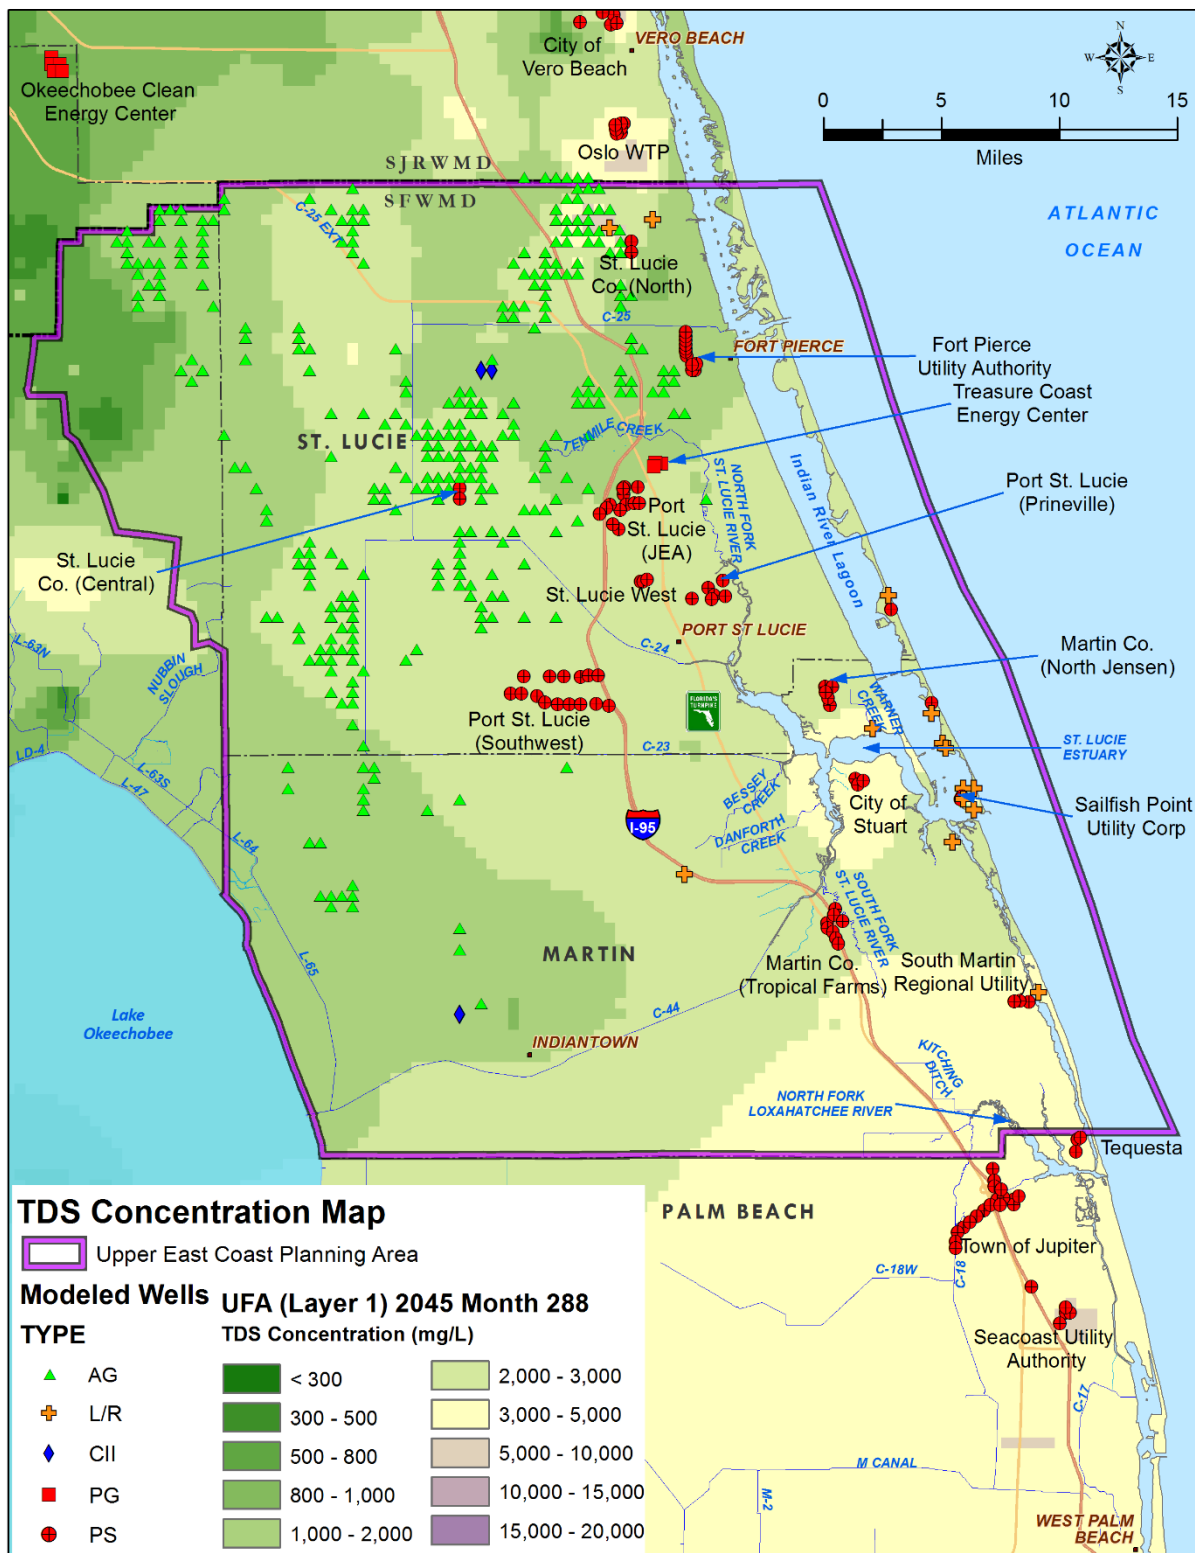 VERO BEACH
City of
Vero Beach
N
W
E
S
0
5
10
15
Miles
Okeechobee Clean
Energy Center
Oslo WTP
SJRWMD
SFWMD
C-25 EXT
ATLANTIC
OCEAN
St. Lucie
Co. (North)
C-25
FORT PIERCE
Fort Pierce
Utility Authority
Treasure Coast
Energy Center
ST. LUCIE
TENMILE CREEK
NORTH FORK
ST. LUCIE RIVER
Indian River Lagoon
Port St. Lucie
(Prineville)
Port
St. Lucie
(JEA)
St. Lucie
Co. (Central)
St. Lucie West
PORT ST LUCIE
C-24
L-63N
NUBBIN
SLOUGH
Martin Co.
(North Jensen)
WARNER
CREEK
FLORIDA'S
TURNPIKE
Port St. Lucie
(Southwest)
C-23
ST. LUCIE
ESTUARY
LD-4
L-63S
L-47
L-64
BESSEY
CREEK
DANFORTH
CREEK
I-95
City of
Stuart
Sailfish Point
Utility Corp
SOUTH FORK
ST. LUCIE RIVER
MARTIN
L-65
Martin Co.
(Tropical Farms)
South Martin
Regional Utility
C-44
Lake
Okeechobee
INDIANTOWN
KITCHING
DITCH
NORTH FORK
LOXAHATCHEE RIVER
Tequesta
PALM BEACH
Town of Jupiter
C-18W
C-18
Seacoast Utility
Authority
C-17
M CANAL
M-2
WEST PALM
BEACH
TDS Concentration Map
Upper East Coast Planning Area
Modeled Wells
TYPE
AG
L/R
CII
PG
PS
UFA (Layer 1) 2045 Month 288
TDS Concentration (mg/L)
< 300
300 - 500
500 - 800
800 - 1,000
1,000 - 2,000
2,000 - 3,000
3,000 - 5,000
5,000 - 10,000
10,000 - 15,000
15,000 - 20,000